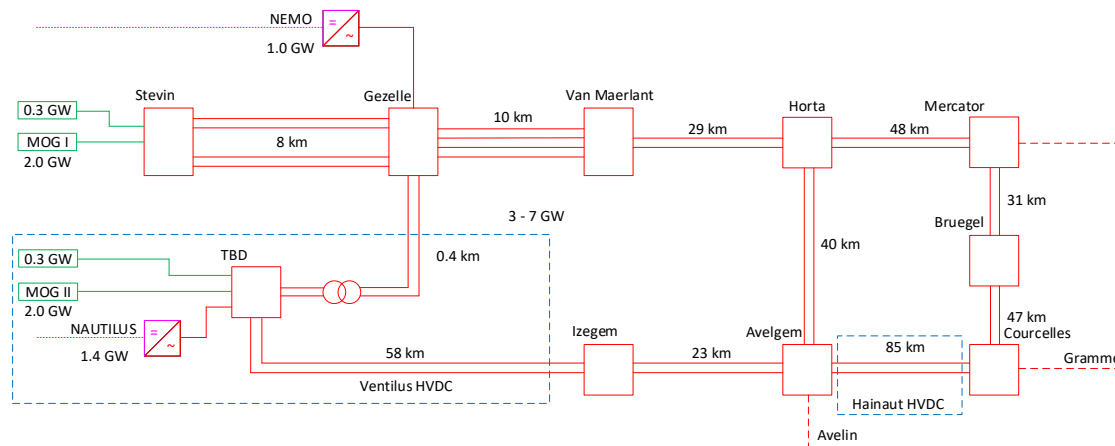 NEMO
1.0 GW
=
~
Stevin
Gezelle
Van Maerlant
Horta
Mercator
0.3 GW
MOG I
2.0 GW
8 km
10 km
29 km
48 km
31 km
3 - 7 GW
Bruegel
TBD
0.4 km
40 km
0.3 GW
MOG II
2.0 GW
NAUTILUS
1.4 GW
=
~
47 km
Izegem
Avelgem
Courcelles
58 km
23 km
85 km
Gramme
Ventilus HVDC
Hainaut HVDC
Avelin